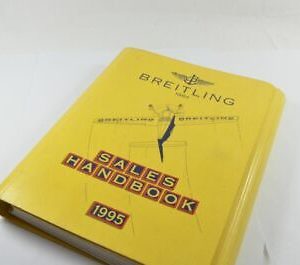 BREITLING
1884
BREITLING BREITLING
SALES
HANDBOOK
1995